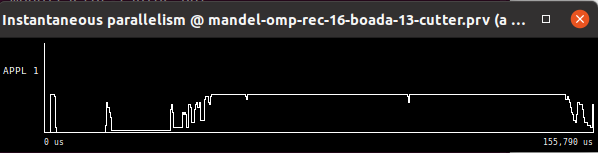 Instantaneous parallelism @ mandel-omp-rec-16-boada-13-cutter.prv (a ...
APPL 1
0 us
155,790 us